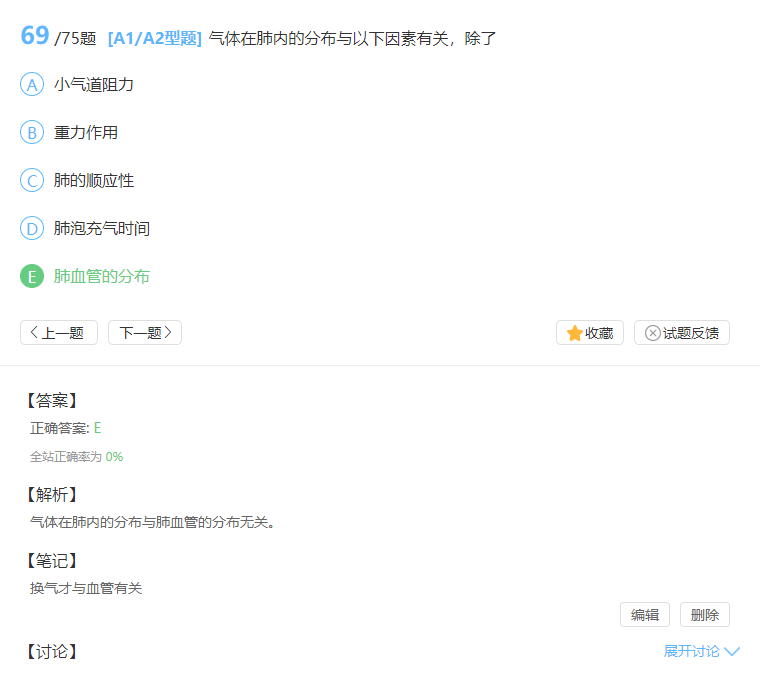 69 /75题 [A1/A2型题] 气体在肺内的分布与以下因素有关，除了
A 小气道阻力
B 重力作用
C 肺的顺应性
D 肺泡充气时间
E 肺血管的分布
上一题 下一题 收藏 试题反馈
【答案】
正确答案: E
全站正确率为 0%
【解析】
气体在肺内的分布与肺血管的分布无关。
【笔记】
换气才与血管有关
编辑 删除
【讨论】 展开讨论